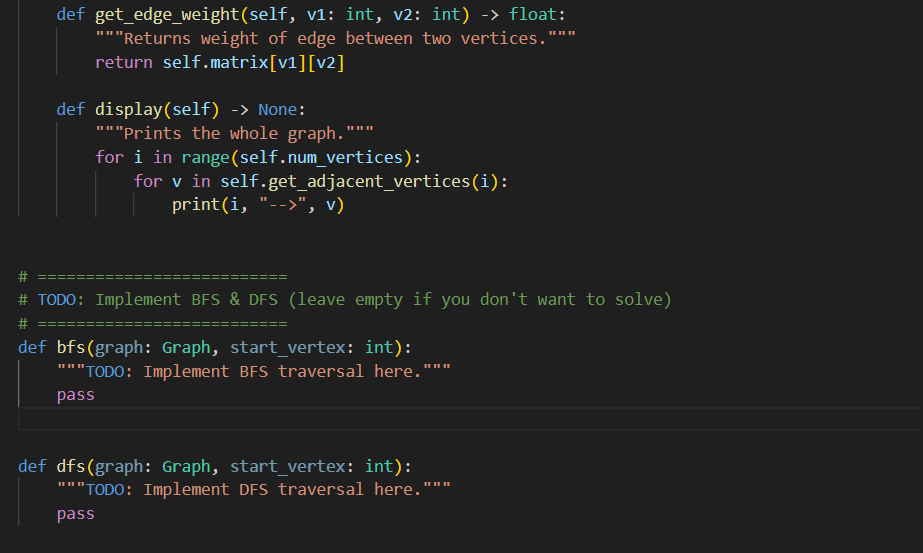 def get_edge_weight(self, v1: int, v2: int) -> float:
"""Returns weight of edge between two vertices."""
return self.matrix[v1][v2]
def display(self) -> None:
"""Prints the whole graph."""
for i in range(self.num_vertices):
for v in self.get_adjacent_vertices(i):
print(i, "-->", v)
# ==========================
# TODO: Implement BFS & DFS (leave empty if you don't want to solve)
# ==========================
def bfs(graph: Graph, start_vertex: int):
"""TODO: Implement BFS traversal here."""
pass
def dfs(graph: Graph, start_vertex: int):
"""TODO: Implement DFS traversal here."""
pass